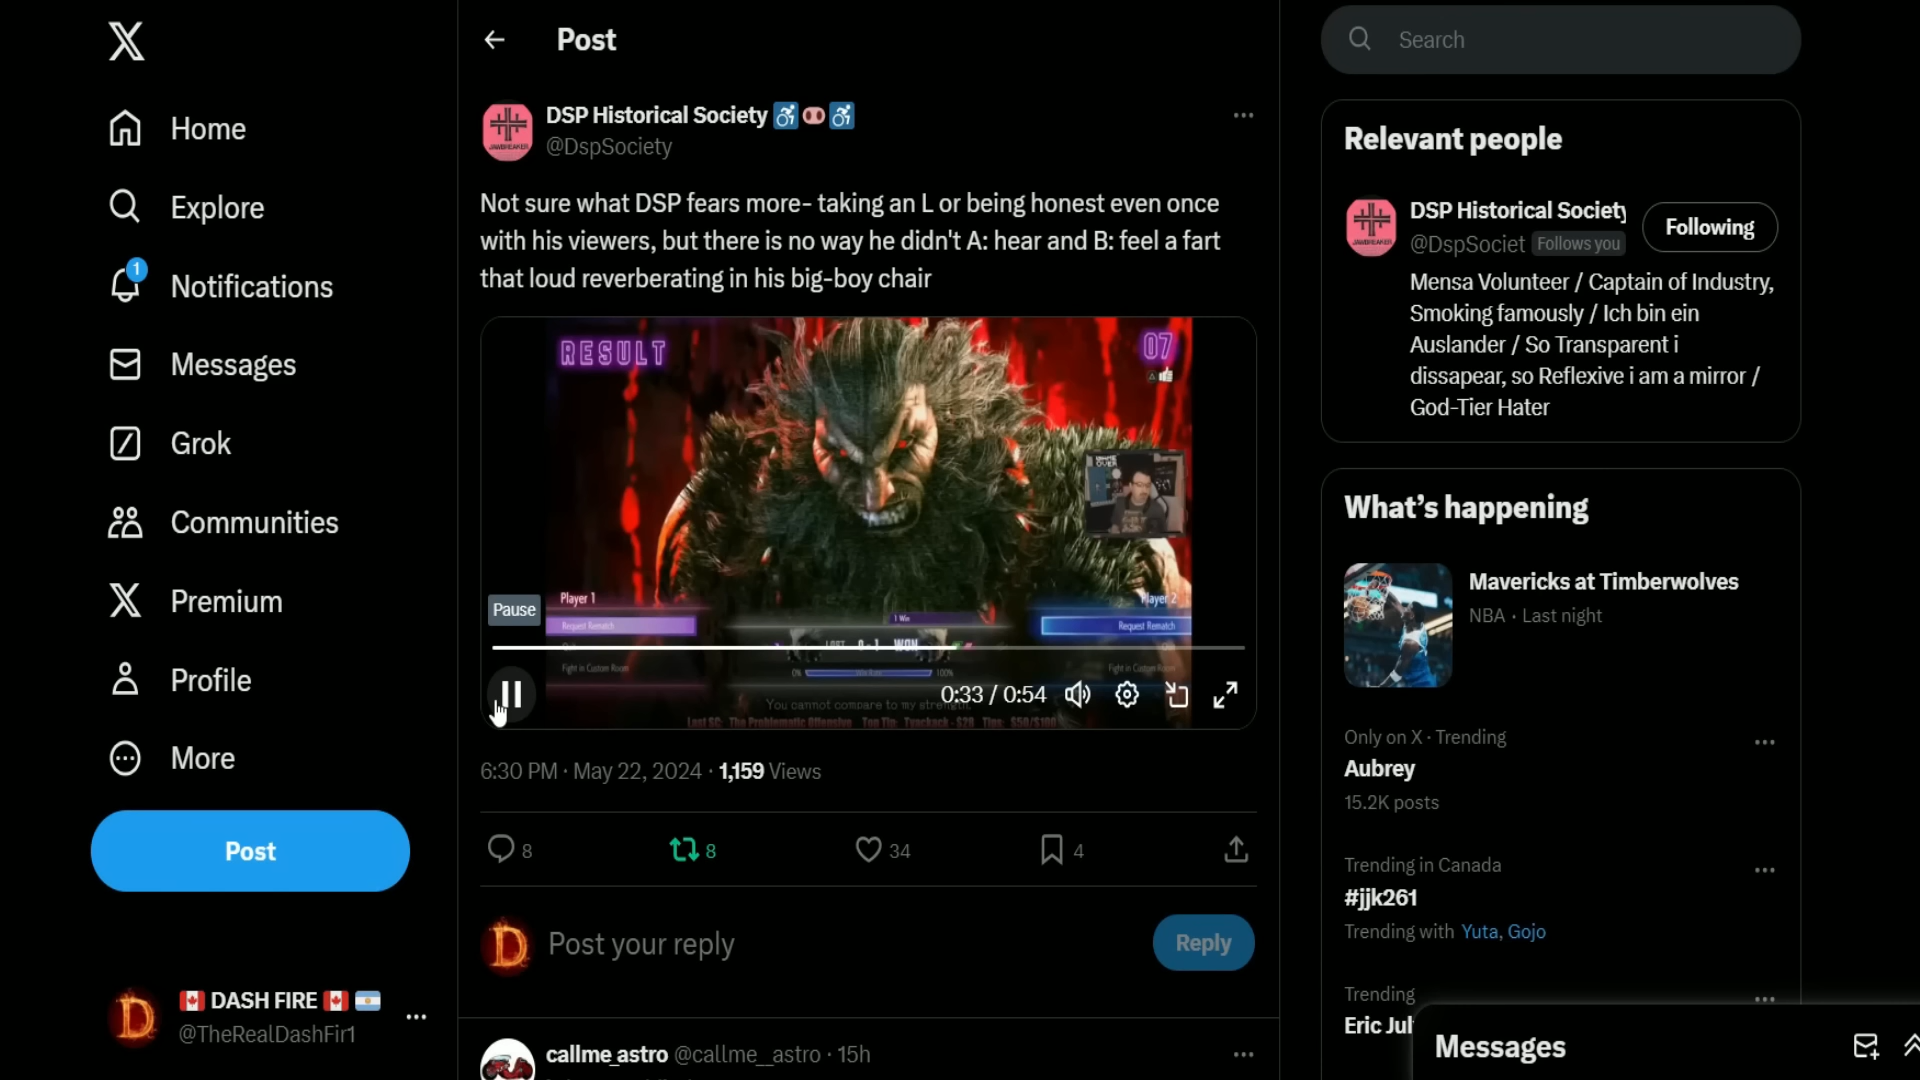 Home
Explore
1
Notifications
Messages
Grok
Communities
Premium
Profile
More
Post
DASH FIRE
@TheRealDashFir1
Post
DSP Historical Society
@DspSociety
Not sure what DSP fears more- taking an L or being honest even once
with his viewers, but there is no way he didn't A: hear and B: feel a fart
that loud reverberating in his big-boy chair
RESULT
07
GAME
OVER
Player 1
Player 2
Pause
Request Rematch
1 Win
Request Rematch
LOST 0 - 1 WON
Fight in Custom Room
0%
100%
Fight in Custom Room
0:33 / 0:54
You cannot compare to my strength.
Last SC: The Problematic Offensive Top Tip: Tyackack - $28 Tips: $50/$100
6:30 PM · May 22, 2024 · 1,159 Views
8
8
34
4
Post your reply
Reply
callme_astro @callme__astro · 15h
Search
Relevant people
DSP Historical Society
@DspSociet Follows you
Following
Mensa Volunteer / Captain of Industry,
Smoking famously / Ich bin ein
Auslander / So Transparent i
dissapear, so Reflexive i am a mirror /
God-Tier Hater
What's happening
Mavericks at Timberwolves
NBA · Last night
Only on X · Trending
Aubrey
15.2K posts
Trending in Canada
#jjk261
Trending with Yuta, Gojo
Trending
Eric Jul
Messages